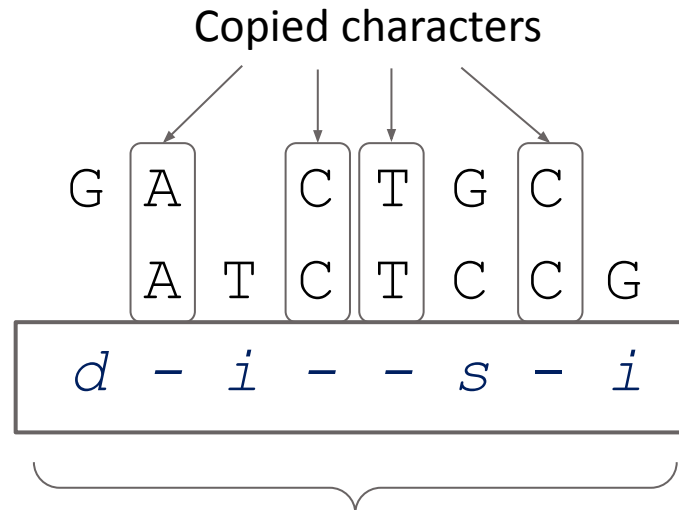 Copied characters
G A C T G C
A T C T C C G
d - i - - s - i